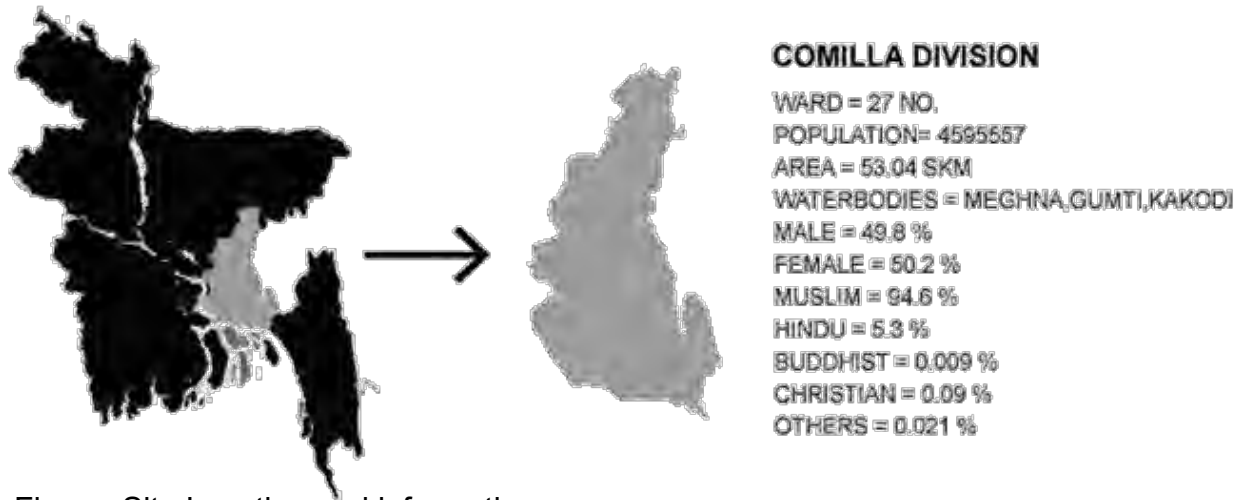 COMILLA DIVISION
WARD = 27 NO.
POPULATION= 4595557
AREA = 53.04 SKM
WATERBODIES = MEGHNA,GUMTI,KAKODI
MALE = 49.8 %
FEMALE = 50.2 %
MUSLIM = 94.6 %
HINDU = 5.3 %
BUDDHIST = 0.009 %
CHRISTIAN = 0.09 %
OTHERS = 0.021 %